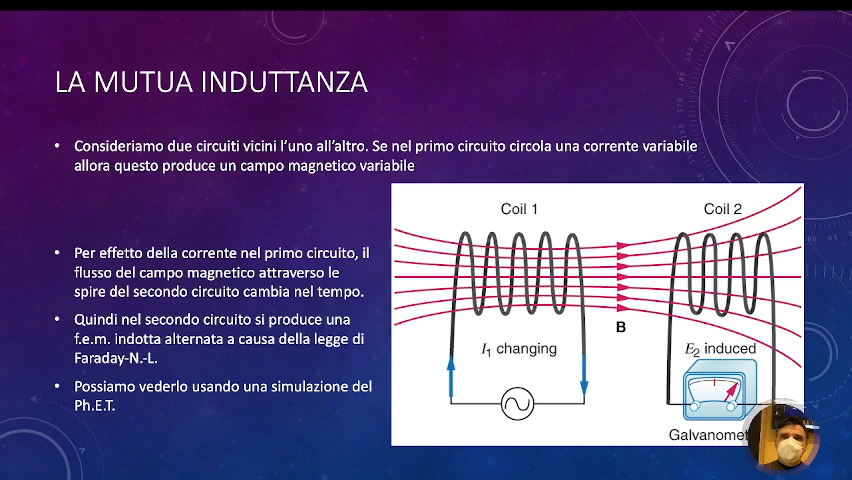 LA MUTUA INDUTTANZA
• Consideriamo due circuiti vicini l'uno all'altro. Se nel primo circuito circola una corrente variabile
allora questo produce un campo magnetico variabile
• Per effetto della corrente nel primo circuito, il
flusso del campo magnetico attraverso le
spire del secondo circuito cambia nel tempo.
• Quindi nel secondo circuito si produce una
f.e.m. indotta alternata a causa della legge di
Faraday-N.-L.
• Possiamo vederlo usando una simulazione del
Ph.E.T.
Coil 1
Coil 2
B
I1 changing
E2 induced
Galvanomet